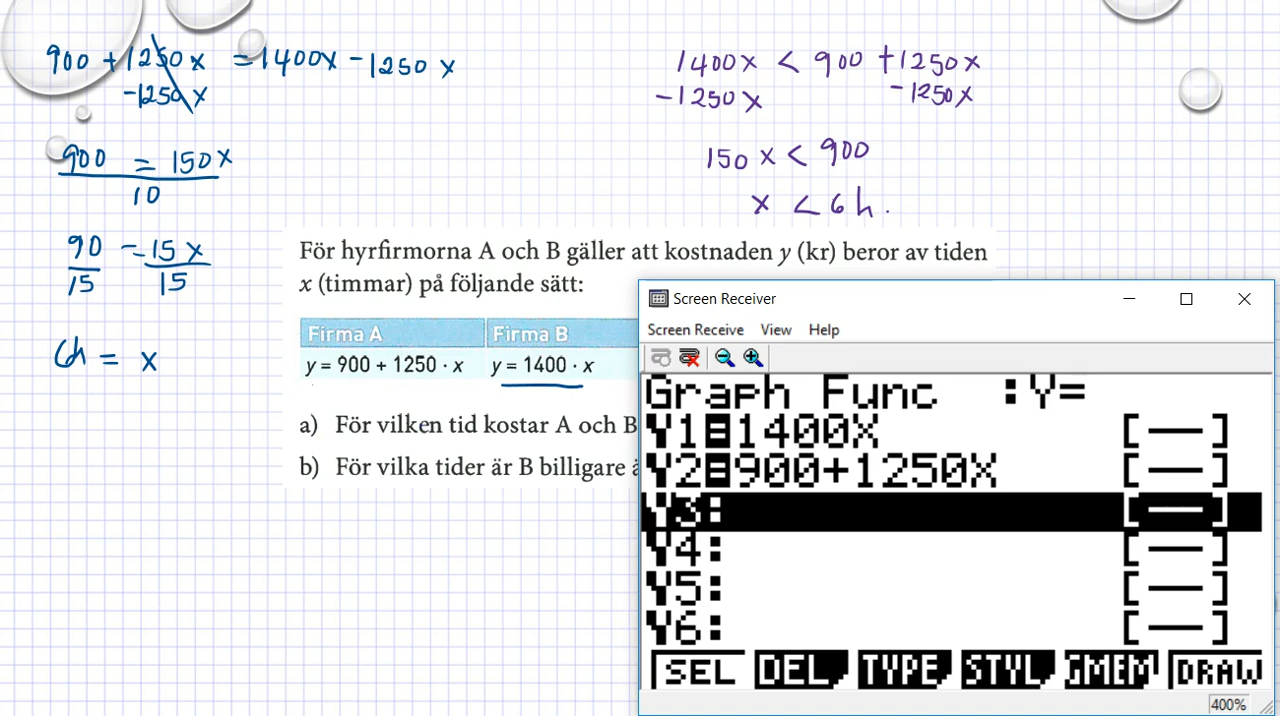 900 + 1250x = 1400x - 1250x
-1250x
900 = 150x
10
90 = 15x
15 15
6h = x
1400x < 900 + 1250x
-1250x -1250x
150x < 900
x < 6h.
För hyrfirmorna A och B gäller att kostnaden y (kr) beror av tiden
x (timmar) på följande sätt:
Firma A Firma B
y = 900 + 1250 · x y = 1400 · x
a) För vilken tid kostar A och B
b) För vilka tider är B billigare ä
Screen Receiver
Screen Receive View Help
Graph Func :Y=
Y1=1400X [—]
Y2=900+1250X [—]
Y3: [—]
Y4: [—]
Y5: [—]
Y6: [—]
SEL DEL TYPE STYL GMEM DRAW
400%